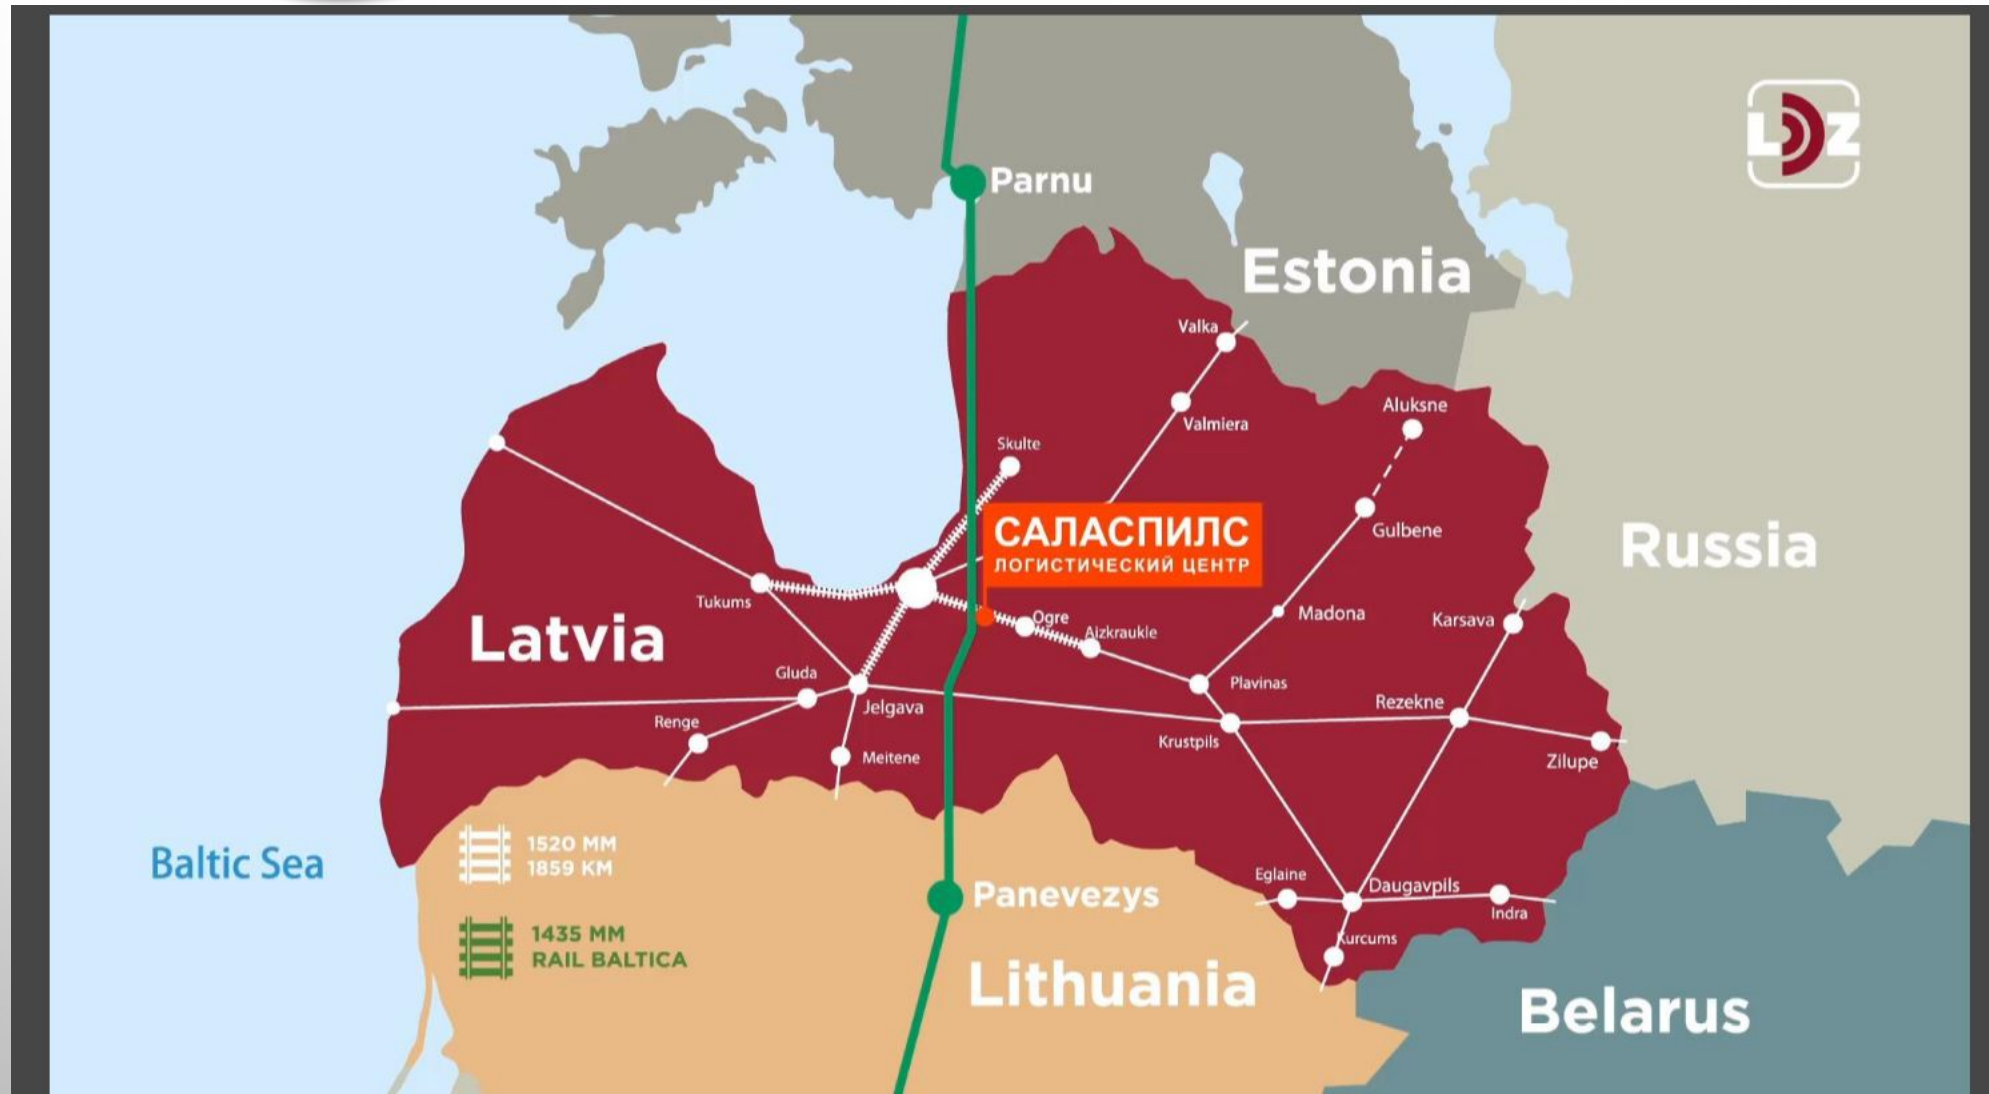 LDZ
Parnu
Estonia
Valka
Aluksne
Valmiera
Skulte
САЛАСПИЛС
ЛОГИСТИЧЕСКИЙ ЦЕНТР
Gulbene
Russia
Tukums
Ogre
Madona
Karsava
Aizkraukle
Latvia
Gluda
Plavinas
Jelgava
Rezekne
Renge
Krustpils
Meitene
Zilupe
1520 MM
1859 KM
Baltic Sea
Eglaine
Daugavpils
Panevezys
Indra
1435 MM
RAIL BALTICA
Kurcums
Lithuania
Belarus